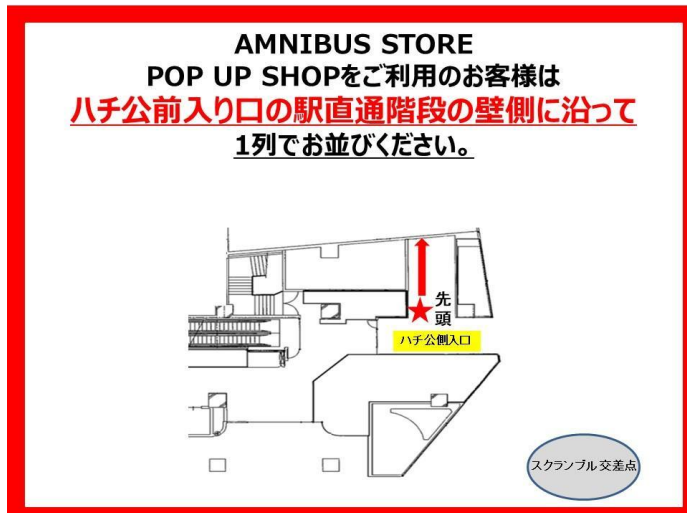 AMNIBUS STORE
POP UP SHOPをご利用のお客様は
ハチ公前入り口の駅直通階段の壁側に沿って
1列でお並びください。
先
頭
ハチ公側入口
スクランブル交差点